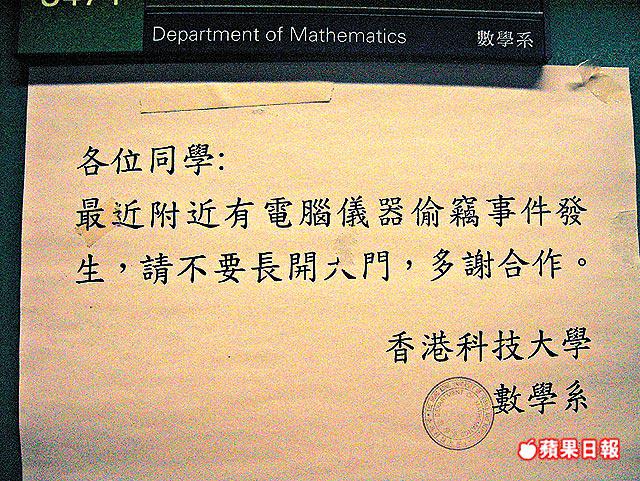 Department of Mathematics 數學系
各位同學:
最近附近有電腦儀器偷竊事件發
生，請不要長開大門，多謝合作。
香港科技大學
數學系
蘋果日報